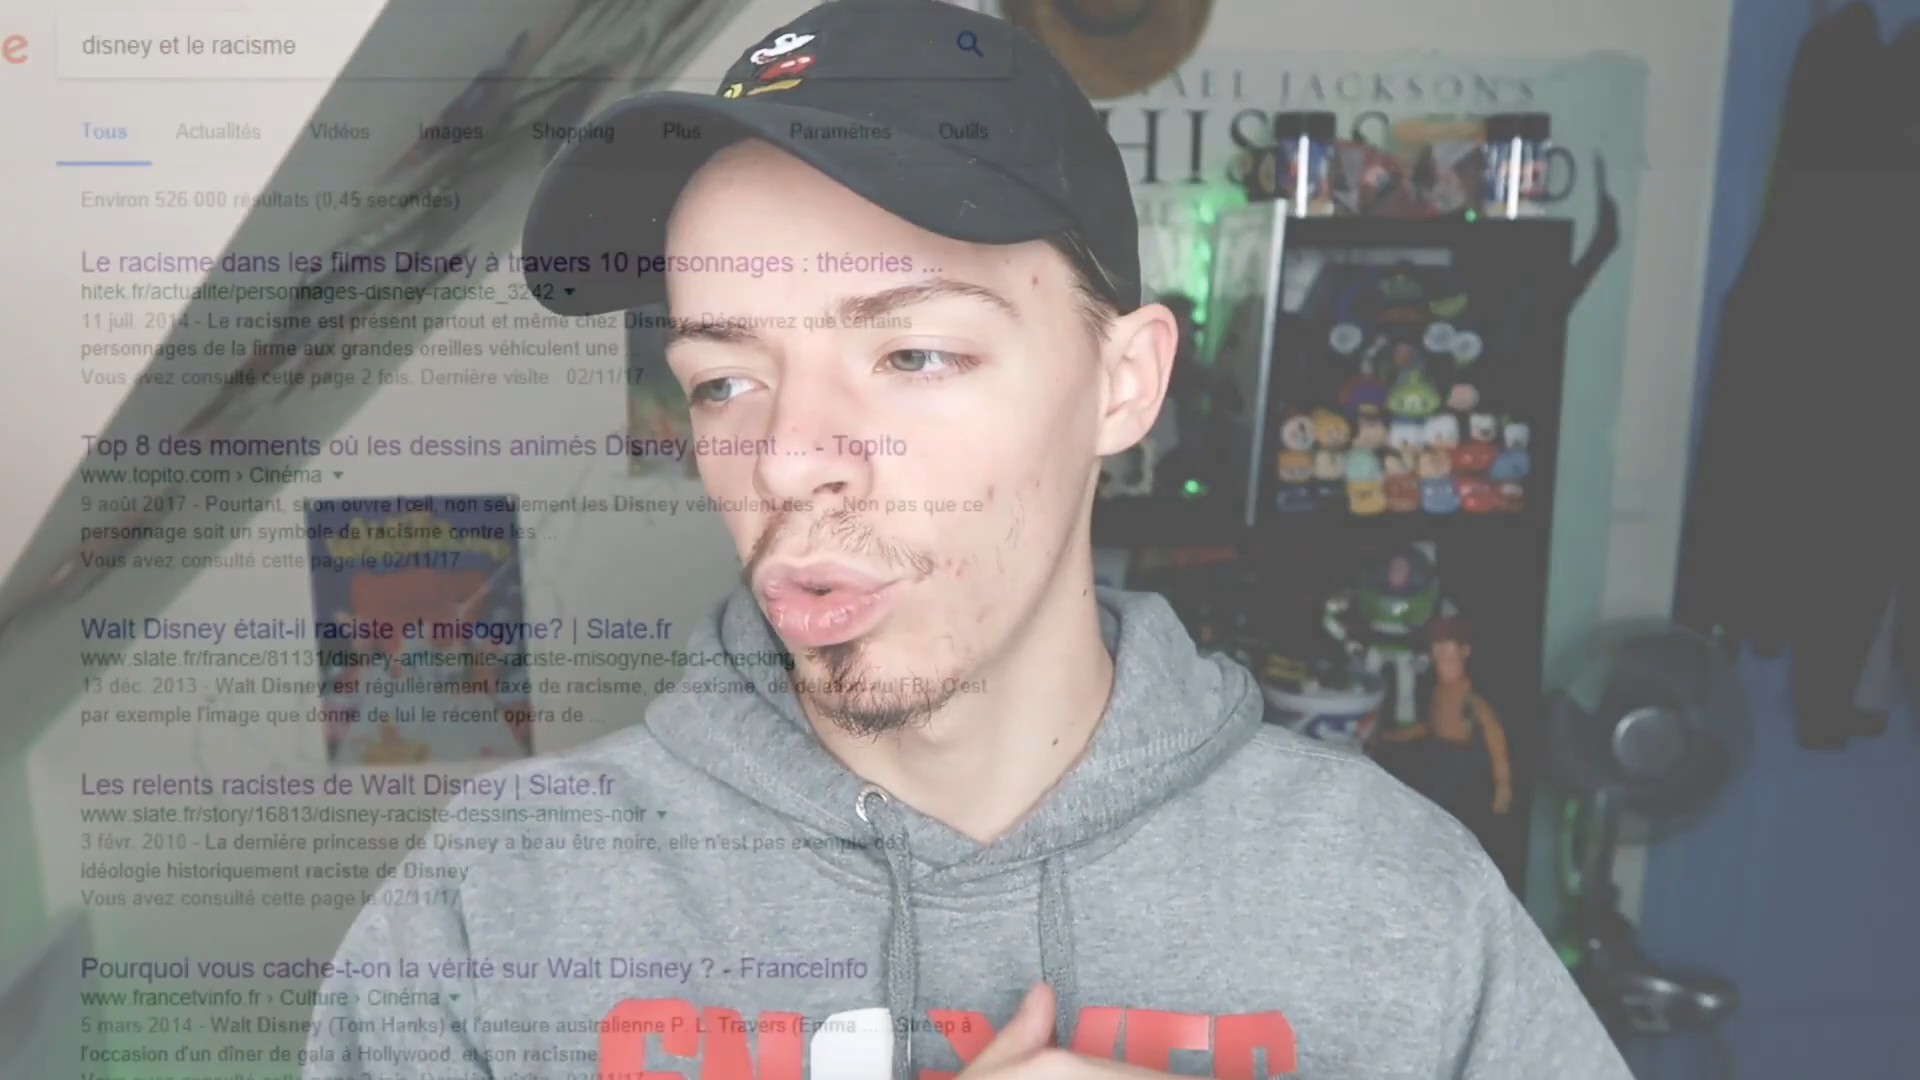 e
disney et le racisme
Tous Actualités Vidéos Images Shopping Plus Paramètres Outils
Environ 526 000 résultats (0,45 secondes)
Le racisme dans les films Disney à travers 10 personnages : théories ...
hitek.fr/actualite/personnages-disney-raciste_3242
11 juil. 2014 - Le racisme est présent partout et même chez Disney. Découvrez que certains
personnages de la firme aux grandes oreilles véhiculent une ...
Vous avez consulté cette page 2 fois. Dernière visite : 02/11/17
Top 8 des moments où les dessins animés Disney étaient ... - Topito
www.topito.com › Cinéma
9 août 2017 - Pourtant, si on ouvre l'œil, non seulement les Disney véhiculent des ... Non pas que ce
personnage soit un symbole de racisme contre les ...
Vous avez consulté cette page le 02/11/17
Walt Disney était-il raciste et misogyne? | Slate.fr
www.slate.fr/france/81131/disney-antisemite-raciste-misogyne-fact-checking
13 déc. 2013 - Walt Disney est régulièrement taxé de racisme, de sexisme, de délation au FBI. C'est
par exemple l'image que donne de lui le récent opéra de ...
Les relents racistes de Walt Disney | Slate.fr
www.slate.fr/story/16813/disney-raciste-dessins-animes-noir
3 févr. 2010 - La dernière princesse de Disney a beau être noire, elle n'est pas exempte de
idéologie historiquement raciste de Disney
Vous avez consulté cette page le 02/11/17
Pourquoi vous cache-t-on la vérité sur Walt Disney ? - Franceinfo
www.francetvinfo.fr › Culture › Cinéma
5 mars 2014 - Walt Disney (Tom Hanks) et l'auteure australienne P. L. Travers (Emma ... Streep à
l'occasion d'un dîner de gala à Hollywood, et son racisme.
JACKSON'S
HIS